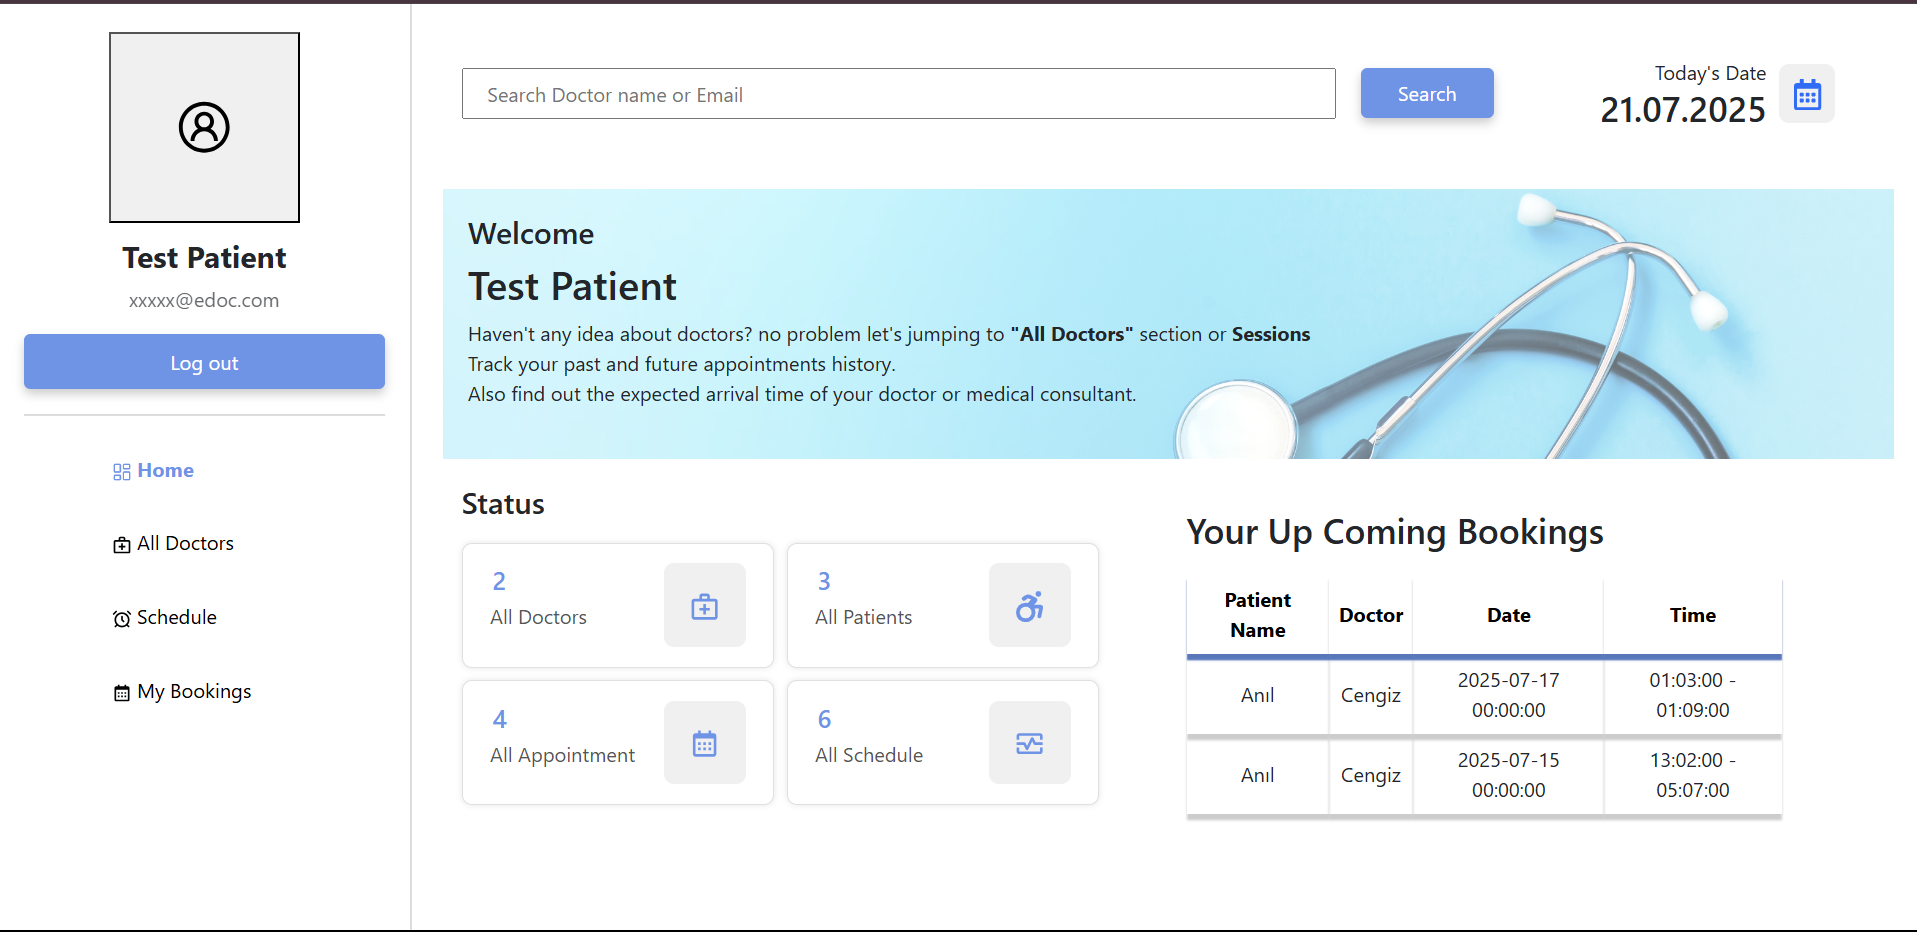 Test Patient
xxxxx@edoc.com
Log out
Home
All Doctors
Schedule
My Bookings
Search Doctor name or Email
Search
Today's Date
21.07.2025
Welcome
Test Patient
Haven't any idea about doctors? no problem let's jumping to "All Doctors" section or Sessions
Track your past and future appointments history.
Also find out the expected arrival time of your doctor or medical consultant.
Status
2
All Doctors
3
All Patients
4
All Appointment
6
All Schedule
Your Up Coming Bookings
Patient Name Doctor Date Time
Anıl Cengiz 2025-07-17 00:00:00 01:03:00 - 01:09:00
Anıl Cengiz 2025-07-15 00:00:00 13:02:00 - 05:07:00